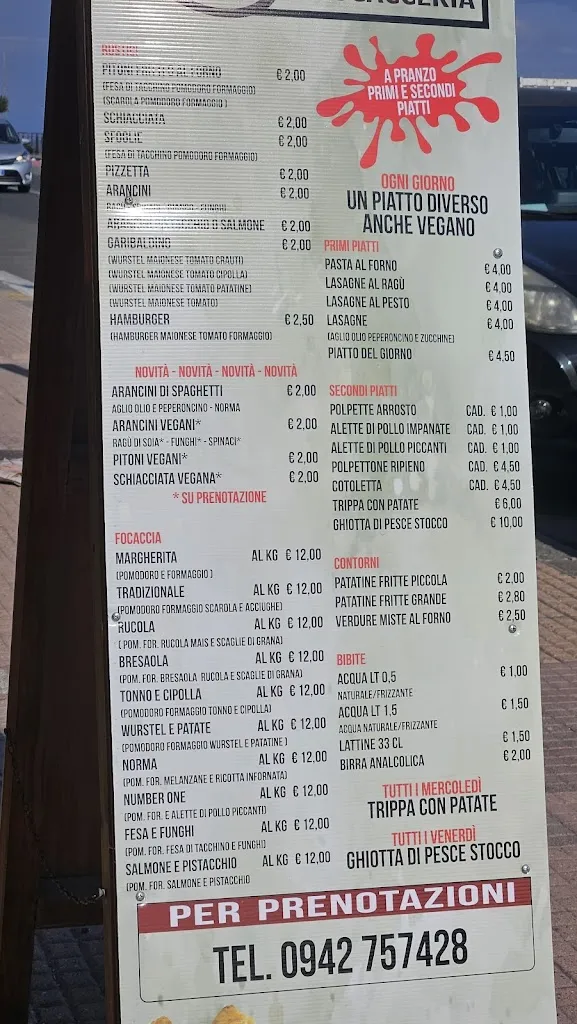 RUSTICI
PITONI FRITTI O AL FORNO € 2,00
(FESA DI TACCHINO POMODORO FORMAGGIO)
(SCAROLA POMODORO FORMAGGIO )
SCHIACCIATA € 2,00
SFOGLIE € 2,00
(FESA DI TACCHINO POMODORO FORMAGGIO)
PIZZETTA € 2,00
ARANCINI € 2,00
FUNGHI
O SALMONE € 2,00
GARIBALDINO € 2,00
(WURSTEL MAIONESE TOMATO CRAUTI)
(WURSTEL MAIONESE TOMATO CIPOLLA)
(WURSTEL MAIONESE TOMATO PATATINE)
(WURSTEL MAIONESE TOMATO)
HAMBURGER € 2,50
(HAMBURGER MAIONESE TOMATO FORMAGGIO)
NOVITÀ - NOVITÀ - NOVITÀ - NOVITÀ
ARANCINI DI SPAGHETTI € 2,00
AGLIO OLIO E PEPERONCINO - NORMA
ARANCINI VEGANI* € 2,00
RAGÙ DI SOIA* - FUNGHI* - SPINACI*
PITONI VEGANI* € 2,00
SCHIACCIATA VEGANA* € 2,00
* SU PRENOTAZIONE
FOCACCIA
MARGHERITA AL KG € 12,00
(POMODORO E FORMAGGIO )
TRADIZIONALE AL KG € 12,00
(POMODORO FORMAGGIO SCAROLA E ACCIUGHE)
RUCOLA AL KG € 12,00
( POM. FOR. RUCOLA MAIS E SCAGLIE DI GRANA)
BRESAOLA AL KG € 12,00
(POM. FOR. BRESAOLA RUCOLA E SCAGLIE DI GRANA)
TONNO E CIPOLLA AL KG € 12,00
(POMODORO FORMAGGIO TONNO E CIPOLLA)
WURSTEL E PATATE AL KG € 12,00
(POMODORO FORMAGGIO WURSTEL E PATATINE )
NORMA AL KG € 12,00
(POM. FOR. MELANZANE E RICOTTA INFORNATA)
NUMBER ONE AL KG € 12,00
(POM. FOR. E ALETTE DI POLLO PICCANTI)
FESA E FUNGHI AL KG € 12,00
(POM. FOR. FESA DI TACCHINO E FUNGHI)
SALMONE E PISTACCHIO AL KG € 12,00
(POM. FOR. SALMONE E PISTACCHIO
A PRANZO
PRIMI E SECONDI
PIATTI
OGNI GIORNO
UN PIATTO DIVERSO
ANCHE VEGANO
PRIMI PIATTI
PASTA AL FORNO € 4,00
LASAGNE AL RAGÙ € 4,00
LASAGNE AL PESTO € 4,00
LASAGNE € 4,00
(AGLIO OLIO PEPERONCINO E ZUCCHINE)
PIATTO DEL GIORNO € 4,50
SECONDI PIATTI
POLPETTE ARROSTO CAD. € 1,00
ALETTE DI POLLO IMPANATE CAD. € 1,00
ALETTE DI POLLO PICCANTI CAD. € 1,00
POLPETTONE RIPIENO CAD. € 4,50
COTOLETTA CAD. € 4,50
TRIPPA CON PATATE € 6,00
GHIOTTA DI PESCE STOCCO € 10,00
CONTORNI
PATATINE FRITTE PICCOLA € 2,00
PATATINE FRITTE GRANDE € 2,80
VERDURE MISTE AL FORNO € 2,50
BIBITE
ACQUA LT 0,5 € 1,00
NATURALE/FRIZZANTE
ACQUA LT 1,5 € 1,50
ACQUA NATURALE/FRIZZANTE
LATTINE 33 CL € 1,50
BIRRA ANALCOLICA € 2,00
TUTTI I MERCOLEDÌ
TRIPPA CON PATATE
TUTTI I VENERDÌ
GHIOTTA DI PESCE STOCCO
PER PRENOTAZIONI
TEL. 0942 757428